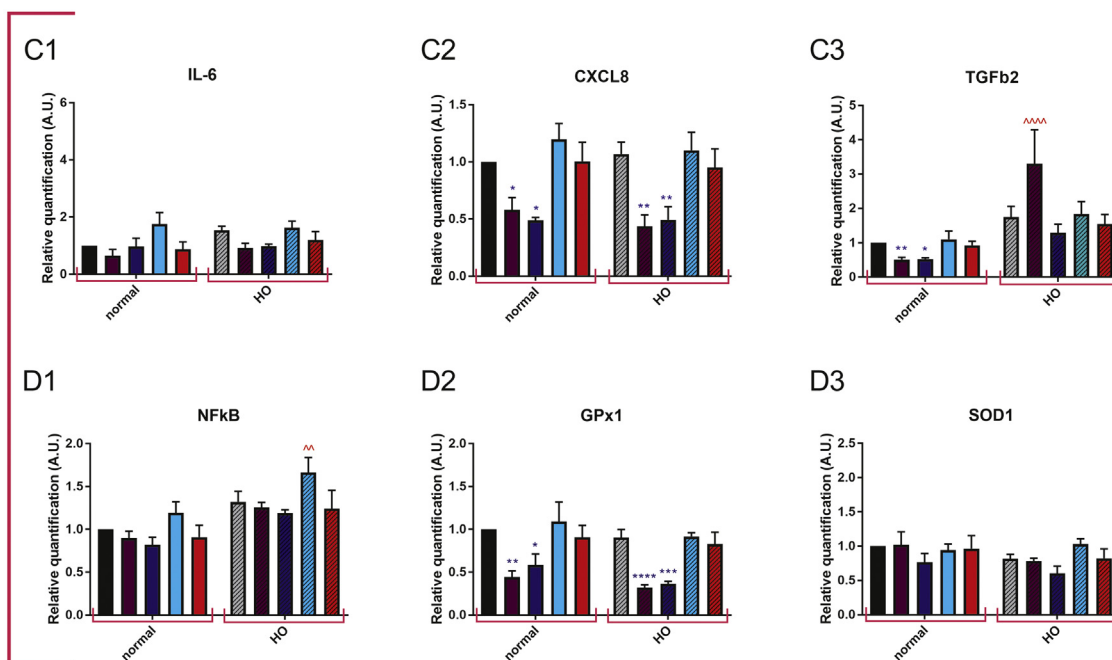 C1
IL-6
Relative quantification (A.U.)
6
4
2
0
normal
HO
C2
CXCL8
Relative quantification (A.U.)
1.5
1.0
0.5
0.0
*
*
**
**
normal
HO
C3
TGFb2
Relative quantification (A.U.)
5
4
3
2
1
0
**
*
^^^^
normal
HO
D1
NFkB
Relative quantification (A.U.)
2.0
1.5
1.0
0.5
0.0
^^
normal
HO
D2
GPx1
Relative quantification (A.U.)
2.0
1.5
1.0
0.5
0.0
**
*
****
***
normal
HO
D3
SOD1
Relative quantification (A.U.)
2.5
2.0
1.5
1.0
0.5
0.0
normal
HO